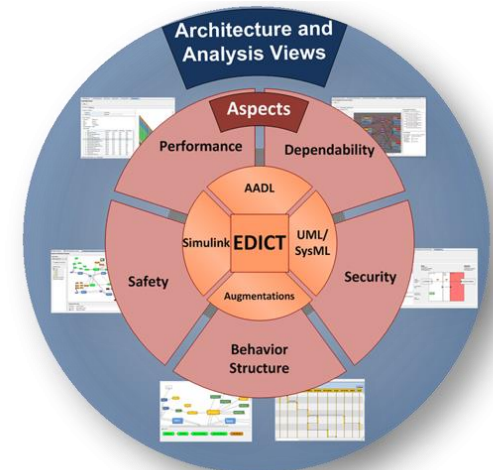 Architecture and
Analysis Views
Aspects
Performance
Dependability
AADL
Simulink
EDICT
UML/
SysML
Safety
Security
Augmentations
Behavior
Structure